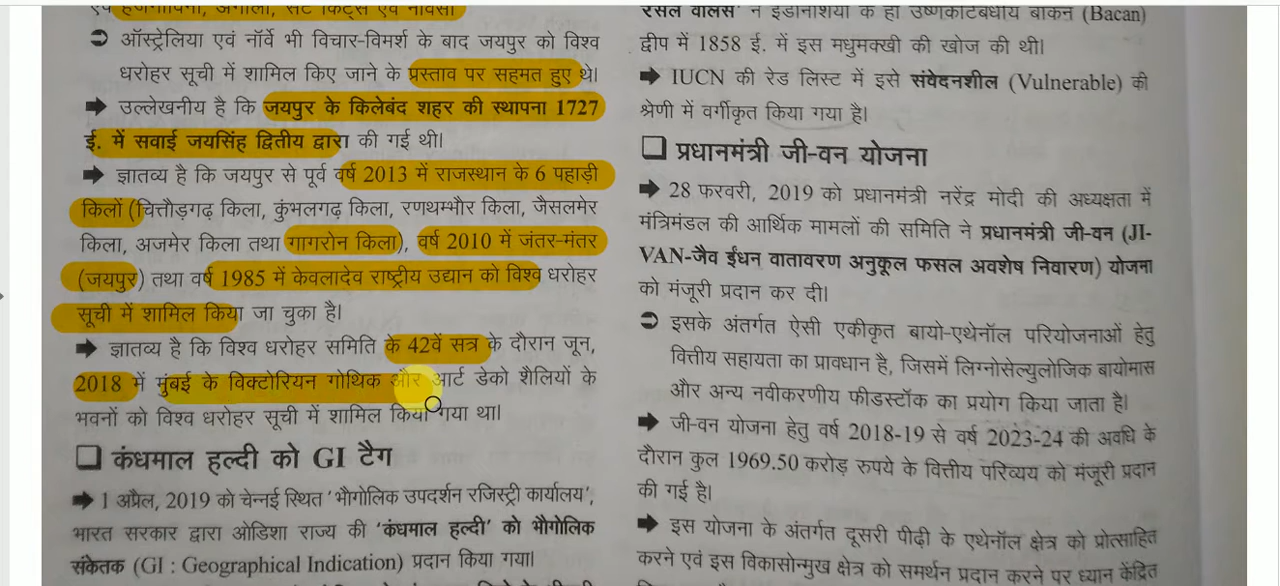 एवं हर्जेगोविना, अंगोला, सेंट किट्स एवं नेविस।
➲ ऑस्ट्रेलिया एवं नॉर्वे भी विचार-विमर्श के बाद जयपुर को विश्व
धरोहर सूची में शामिल किए जाने के प्रस्ताव पर सहमत हुए थे।
➡ उल्लेखनीय है कि जयपुर के किलेबंद शहर की स्थापना 1727
ई. में सवाई जयसिंह द्वितीय द्वारा की गई थी।
➡ ज्ञातव्य है कि जयपुर से पूर्व वर्ष 2013 में राजस्थान के 6 पहाड़ी
किलों (चित्तौड़गढ़ किला, कुंभलगढ़ किला, रणथम्भौर किला, जैसलमेर
किला, अजमेर किला तथा गागरोन किला), वर्ष 2010 में जंतर-मंतर
(जयपुर) तथा वर्ष 1985 में केवलादेव राष्ट्रीय उद्यान को विश्व धरोहर
सूची में शामिल किया जा चुका है।
➡ ज्ञातव्य है कि विश्व धरोहर समिति के 42वें सत्र के दौरान जून,
2018 में मुंबई के विक्टोरियन गोथिक और आर्ट डेको शैलियों के
भवनों को विश्व धरोहर सूची में शामिल किया गया था।
❑ कंधमाल हल्दी को GI टैग
➡ 1 अप्रैल, 2019 को चेन्नई स्थित 'भौगोलिक उपदर्शन रजिस्ट्री कार्यालय',
भारत सरकार द्वारा ओडिशा राज्य की 'कंधमाल हल्दी' को भौगोलिक
संकेतक (GI : Geographical Indication) प्रदान किया गया।
रसेल वालेस' ने इंडोनेशिया के ही उष्णकटिबंधीय बाकन (Bacan)
द्वीप में 1858 ई. में इस मधुमक्खी की खोज की थी।
➡ IUCN की रेड लिस्ट में इसे संवेदनशील (Vulnerable) की
श्रेणी में वर्गीकृत किया गया है।
❑ प्रधानमंत्री जी-वन योजना
➡ 28 फरवरी, 2019 को प्रधानमंत्री नरेंद्र मोदी की अध्यक्षता में
मंत्रिमंडल की आर्थिक मामलों की समिति ने प्रधानमंत्री जी-वन (JI-
VAN-जैव ईंधन वातावरण अनुकूल फसल अवशेष निवारण) योजना
को मंजूरी प्रदान कर दी।
➲ इसके अंतर्गत ऐसी एकीकृत बायो-एथेनॉल परियोजनाओं हेतु
वित्तीय सहायता का प्रावधान है, जिसमें लिग्नोसेल्युलोजिक बायोमास
और अन्य नवीकरणीय फीडस्टॉक का प्रयोग किया जाता है।
➡ जी-वन योजना हेतु वर्ष 2018-19 से वर्ष 2023-24 की अवधि के
दौरान कुल 1969.50 करोड़ रुपये के वित्तीय परिव्यय को मंजूरी प्रदान
की गई है।
➡ इस योजना के अंतर्गत दूसरी पीढ़ी के एथेनॉल क्षेत्र को प्रोत्साहित
करने एवं इस विकासोन्मुख क्षेत्र को समर्थन प्रदान करने पर ध्यान केंद्रित